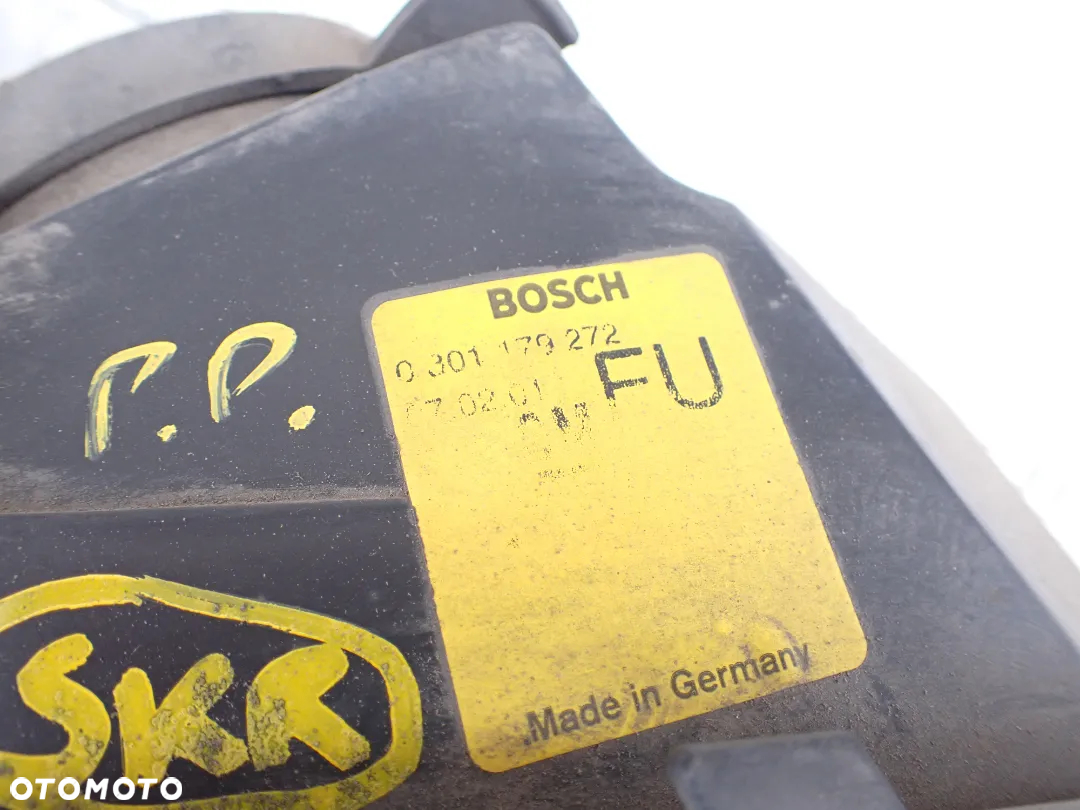 BOSCH
0 301 179 272
FU
P.P.
SKR
Made in Germany
OTOMOTO